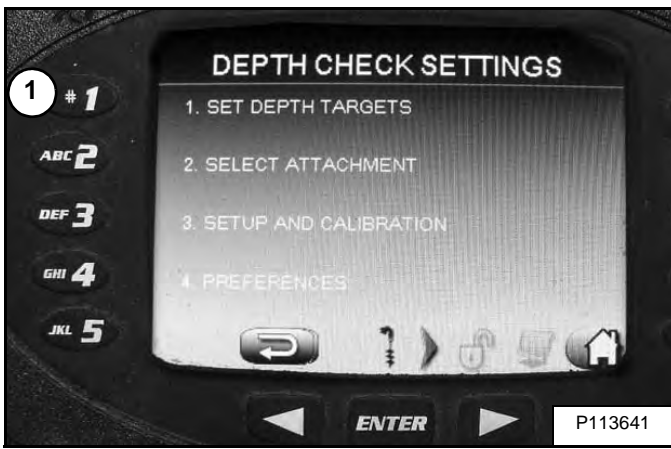 DEPTH CHECK SETTINGS
1
# 1
1. SET DEPTH TARGETS
ABC 2
2. SELECT ATTACHMENT
DEF 3
3. SETUP AND CALIBRATION
GHI 4
4. PREFERENCES
JKL 5
ENTER
P113641